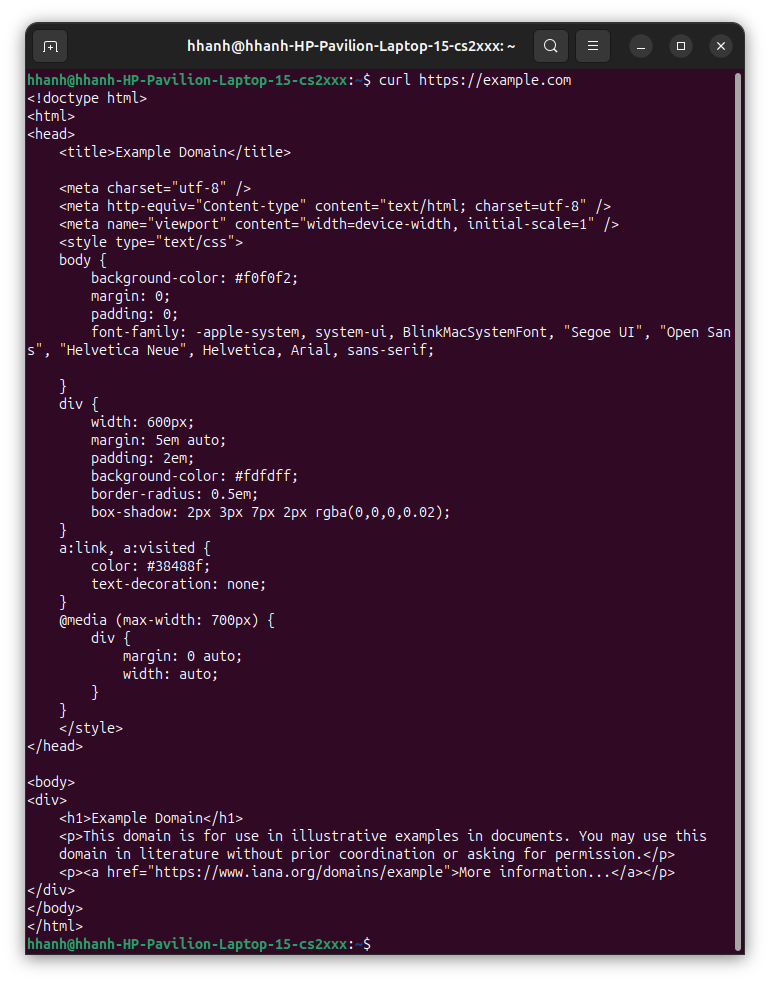 hhanh@hhanh-HP-Pavilion-Laptop-15-cs2xxx: ~
hhanh@hhanh-HP-Pavilion-Laptop-15-cs2xxx:~$ curl https://example.com
<!doctype html>
<html>
<head>
    <title>Example Domain</title>

    <meta charset="utf-8" />
    <meta http-equiv="Content-type" content="text/html; charset=utf-8" />
    <meta name="viewport" content="width=device-width, initial-scale=1" />
    <style type="text/css">
    body {
        background-color: #f0f0f2;
        margin: 0;
        padding: 0;
        font-family: -apple-system, system-ui, BlinkMacSystemFont, "Segoe UI", "Open San
s", "Helvetica Neue", Helvetica, Arial, sans-serif;

    }
    div {
        width: 600px;
        margin: 5em auto;
        padding: 2em;
        background-color: #fdfdff;
        border-radius: 0.5em;
        box-shadow: 2px 3px 7px 2px rgba(0,0,0,0.02);
    }
    a:link, a:visited {
        color: #38488f;
        text-decoration: none;
    }
    @media (max-width: 700px) {
        div {
            margin: 0 auto;
            width: auto;
        }
    }
    </style>
</head>

<body>
<div>
    <h1>Example Domain</h1>
    <p>This domain is for use in illustrative examples in documents. You may use this
    domain in literature without prior coordination or asking for permission.</p>
    <p><a href="https://www.iana.org/domains/example">More information...</a></p>
</div>
</body>
</html>
hhanh@hhanh-HP-Pavilion-Laptop-15-cs2xxx:~$